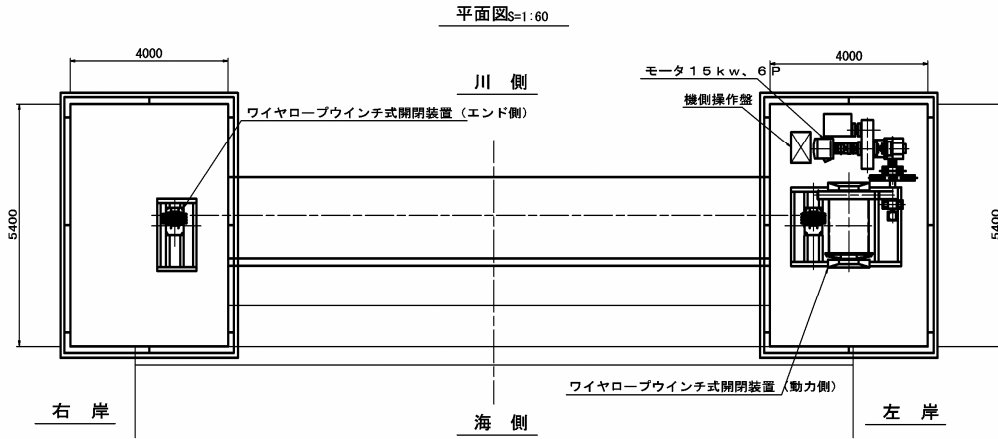 平面図S=1:60
4000
4000
モータ15kw、6P
川 側
機側操作盤
ワイヤロープウインチ式開閉装置(エンド側)
5400
5400
ワイヤロープウインチ式開閉装置(動力側)
右 岸
海 側
左 岸